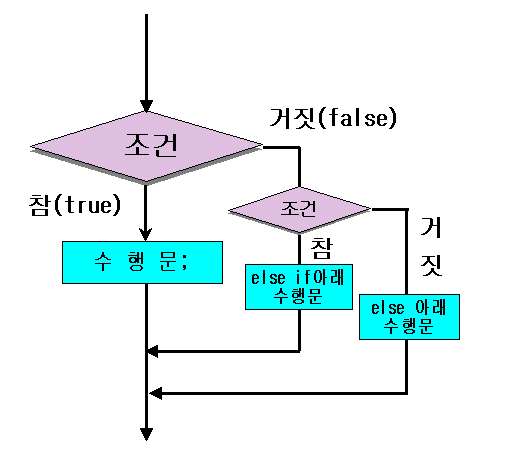 거짓(false)
조건
참(true)
조건
거
짓
참
수 행 문;
else if아래
수행문
else 아래
수행문